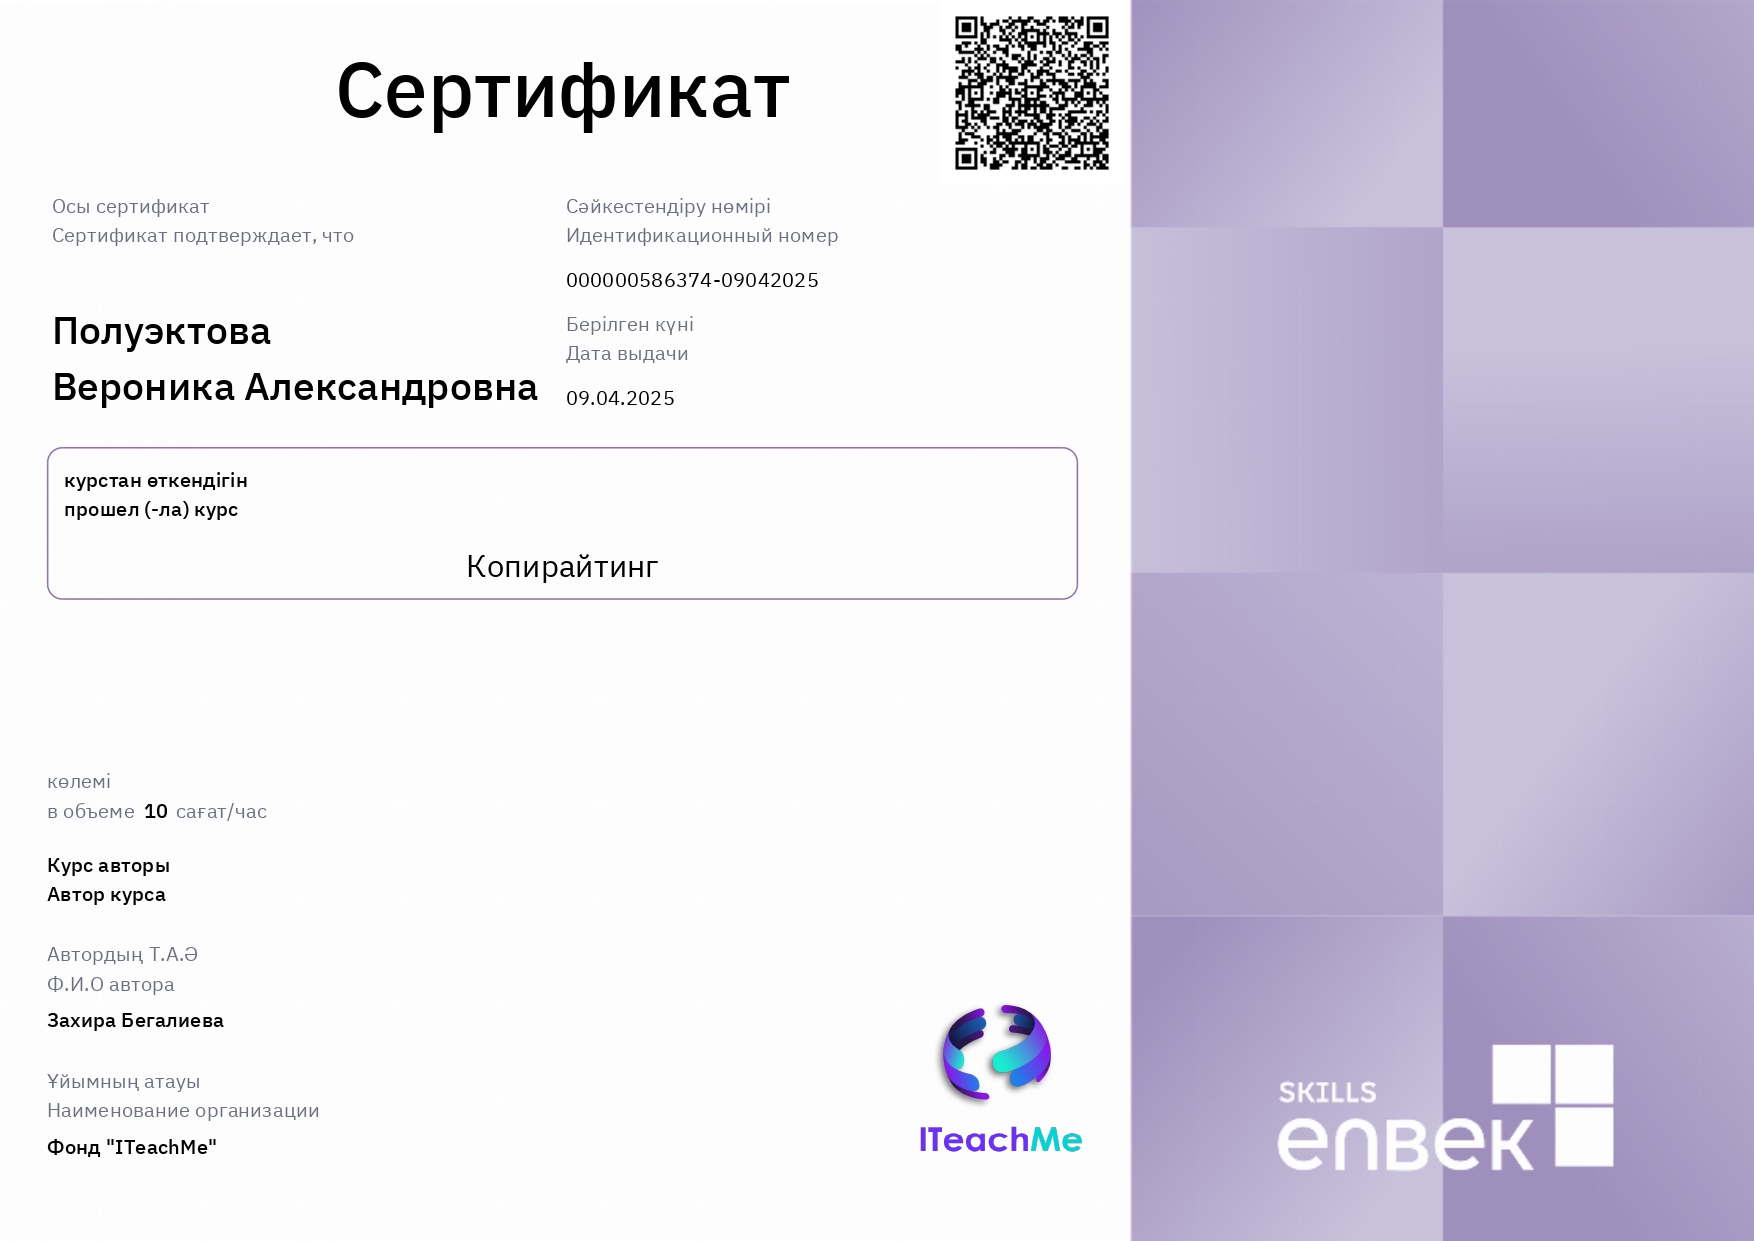 Сертификат
Осы сертификат
Сертификат подтверждает, что
Полуэктова
Вероника Александровна
Сәйкестендіру нөмірі
Идентификационный номер
000000586374-09042025
Берілген күні
Дата выдачи
09.04.2025
курстан өткендігін
прошел (-ла) курс
Копирайтинг
көлемі
в объеме 10 сағат/час
Курс авторы
Автор курса
Автордың Т.А.Ә
Ф.И.О автора
Захира Бегалиева
Ұйымның атауы
Наименование организации
Фонд "ITeachMe"
ITeachMe
SKILLS
enbek